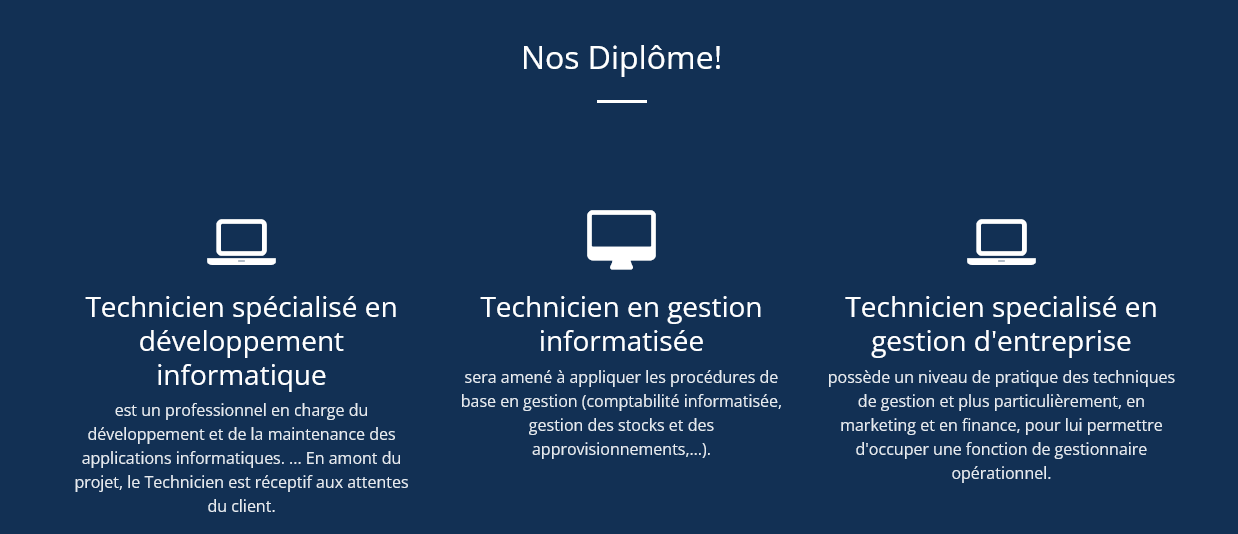 Nos Diplôme!
Technicien spécialisé en
développement
informatique
est un professionnel en charge du
développement et de la maintenance des
applications informatiques. ... En amont du
projet, le Technicien est réceptif aux attentes
du client.
Technicien en gestion
informatisée
sera amené à appliquer les procédures de
base en gestion (comptabilité informatisée,
gestion des stocks et des
approvisionnements,...).
Technicien specialisé en
gestion d'entreprise
possède un niveau de pratique des techniques
de gestion et plus particulièrement, en
marketing et en finance, pour lui permettre
d'occuper une fonction de gestionnaire
opérationnel.